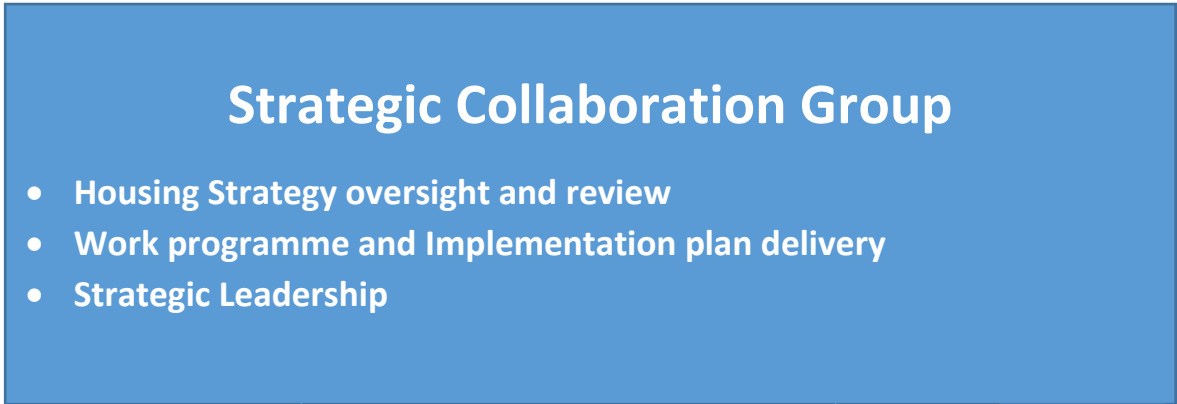 Strategic Collaboration Group
• Housing Strategy oversight and review
• Work programme and Implementation plan delivery
• Strategic Leadership